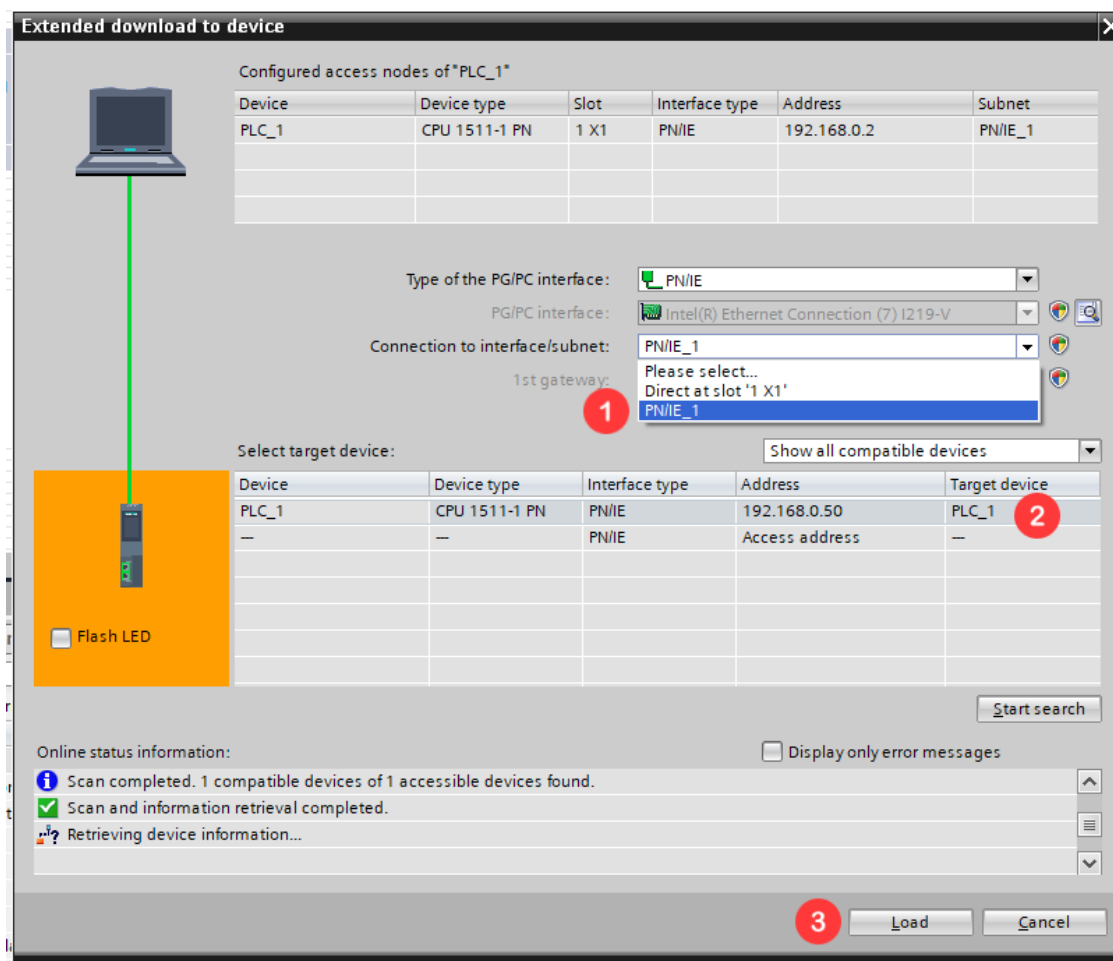 Extended download to device
Configured access nodes of "PLC_1"
Device Device type Slot Interface type Address Subnet
PLC_1 CPU 1511-1 PN 1 X1 PN/IE 192.168.0.2 PN/IE_1
Type of the PG/PC interface: PN/IE
PG/PC interface: Intel(R) Ethernet Connection (7) I219-V
Connection to interface/subnet: PN/IE_1
Please select...
1st gateway: Direct at slot '1 X1'
1 PN/IE_1
Select target device: Show all compatible devices
Device Device type Interface type Address Target device
PLC_1 CPU 1511-1 PN PN/IE 192.168.0.50 PLC_1 2
— — PN/IE Access address —
Flash LED
Start search
Online status information: Display only error messages
Scan completed. 1 compatible devices of 1 accessible devices found.
Scan and information retrieval completed.
Retrieving device information...
3 Load Cancel